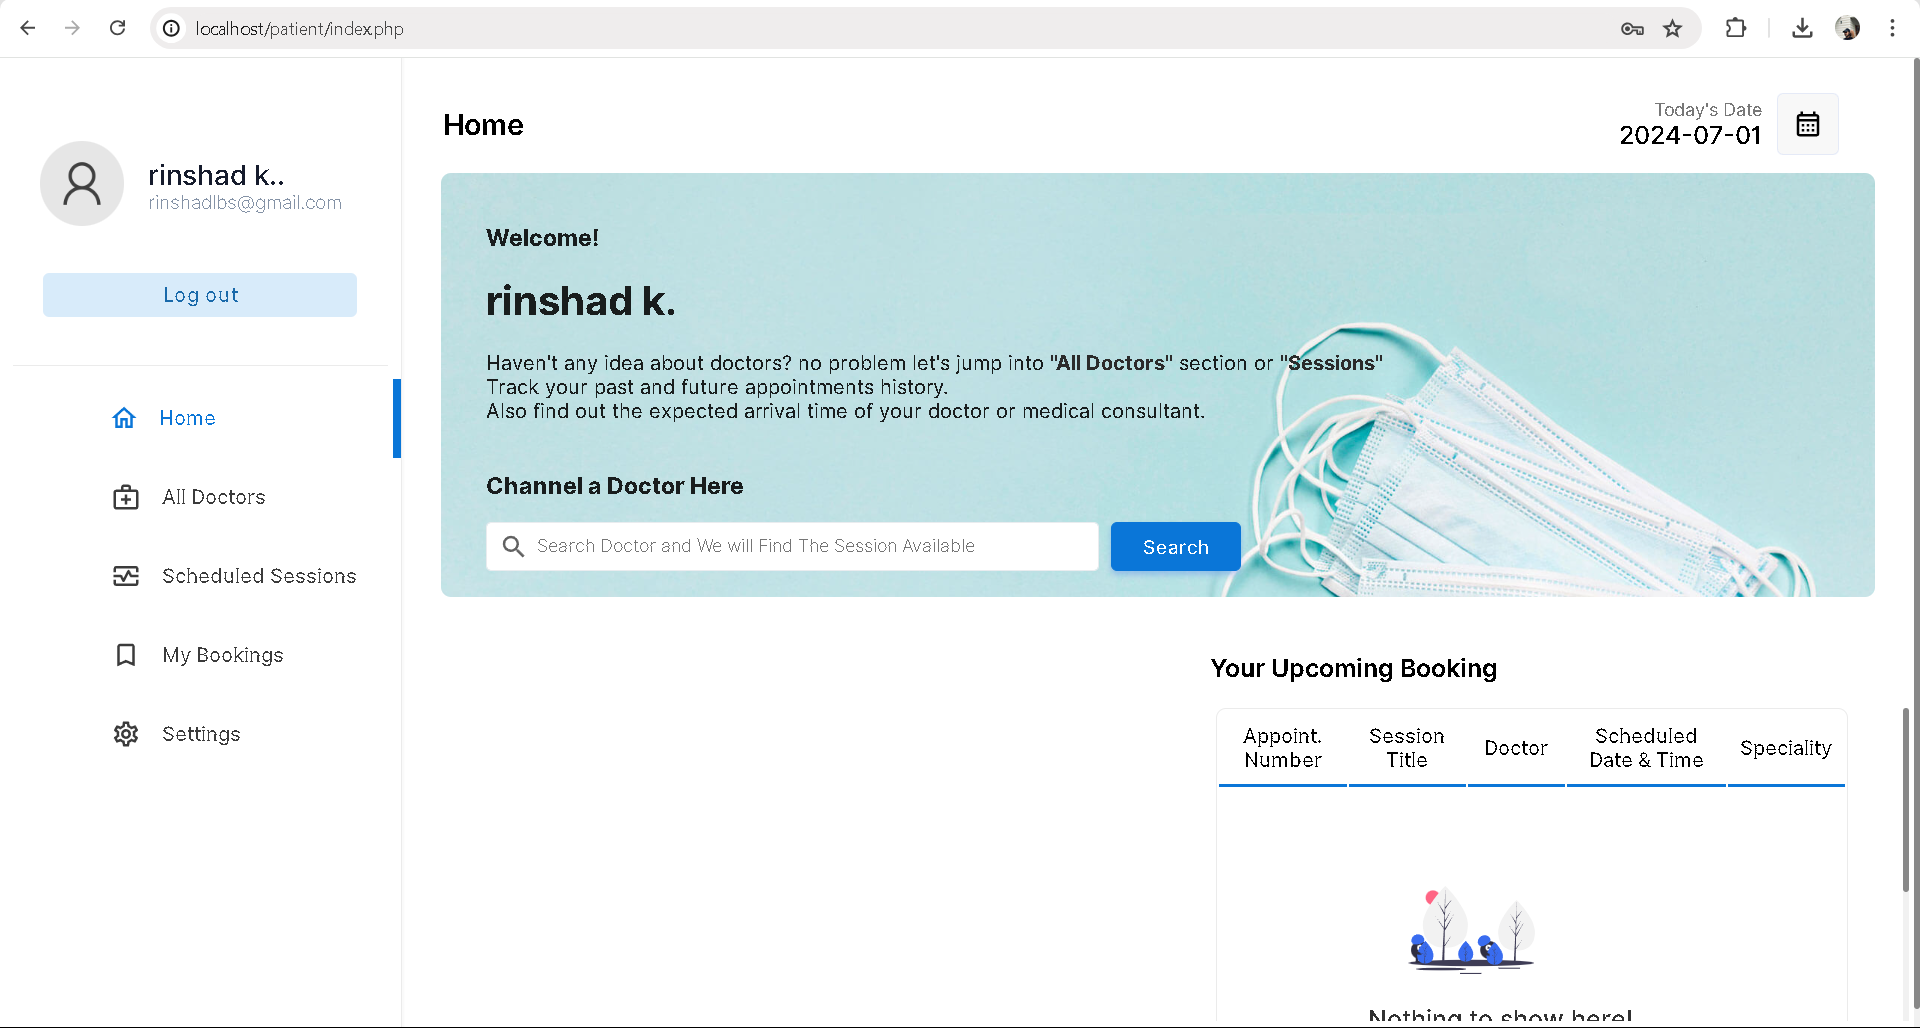 localhost/patient/index.php
rinshad k..
rinshadlbs@gmail.com
Log out
Home
All Doctors
Scheduled Sessions
My Bookings
Settings
Home
Today's Date
2024-07-01
Welcome!
rinshad k.
Haven't any idea about doctors? no problem let's jump into "All Doctors" section or "Sessions"
Track your past and future appointments history.
Also find out the expected arrival time of your doctor or medical consultant.
Channel a Doctor Here
Search Doctor and We will Find The Session Available
Search
Your Upcoming Booking
Appoint.
Number
Session
Title
Doctor
Scheduled
Date & Time
Speciality
Nothing to show here!